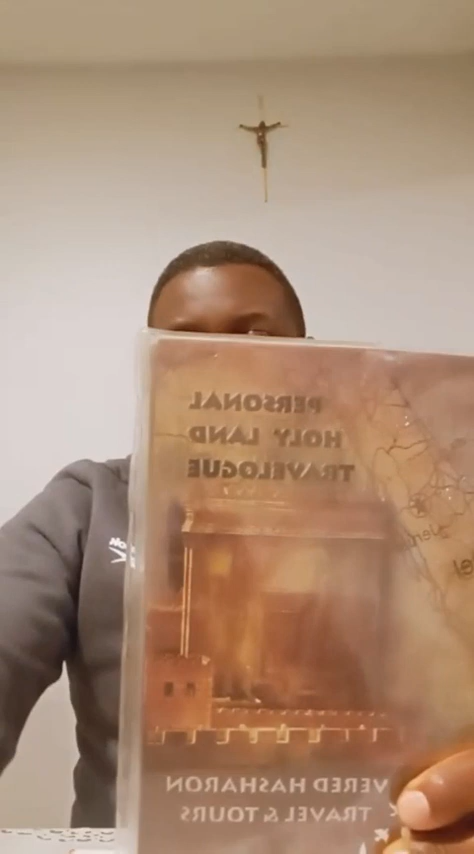 PERSONAL
HOLY LAND
TRAVELOGUE
VERED HASHARON
TRAVEL & TOURS